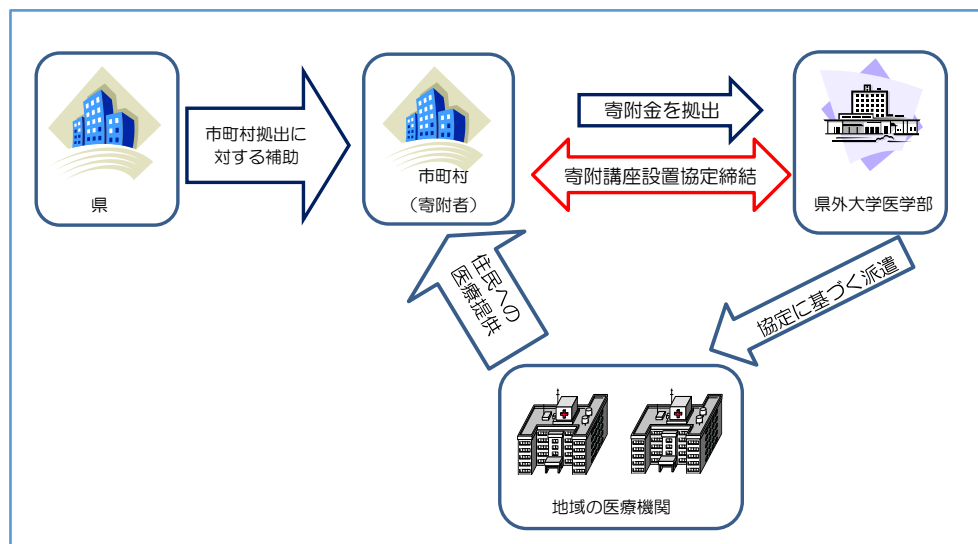 県
市町村拠出に
対する補助
市町村
（寄附者）
寄附金を拠出
寄附講座設置協定締結
県外大学医学部
協定に基づく派遣
住民への
医療提供
地域の医療機関